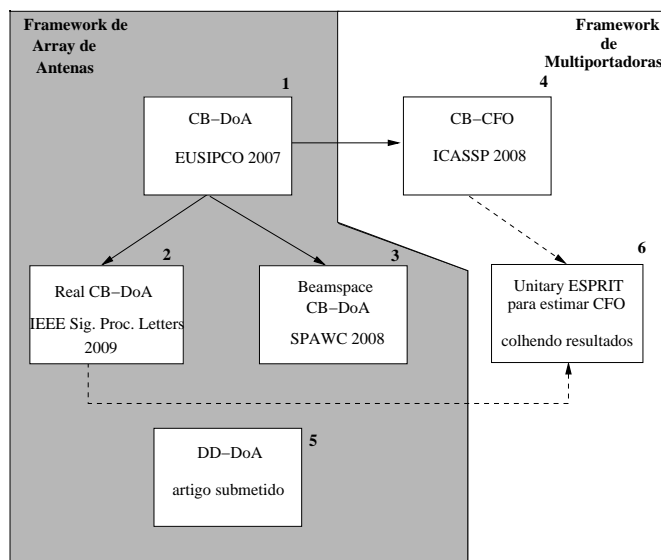 Framework de
Array de
Antenas
Framework
de
Multiportadoras
1
CB−DoA
EUSIPCO 2007
4
CB−CFO
ICASSP 2008
2
Real CB−DoA
IEEE Sig. Proc. Letters
2009
3
Beamspace
CB−DoA
SPAWC 2008
6
Unitary ESPRIT
para estimar CFO
colhendo resultados
5
DD−DoA
artigo submetido